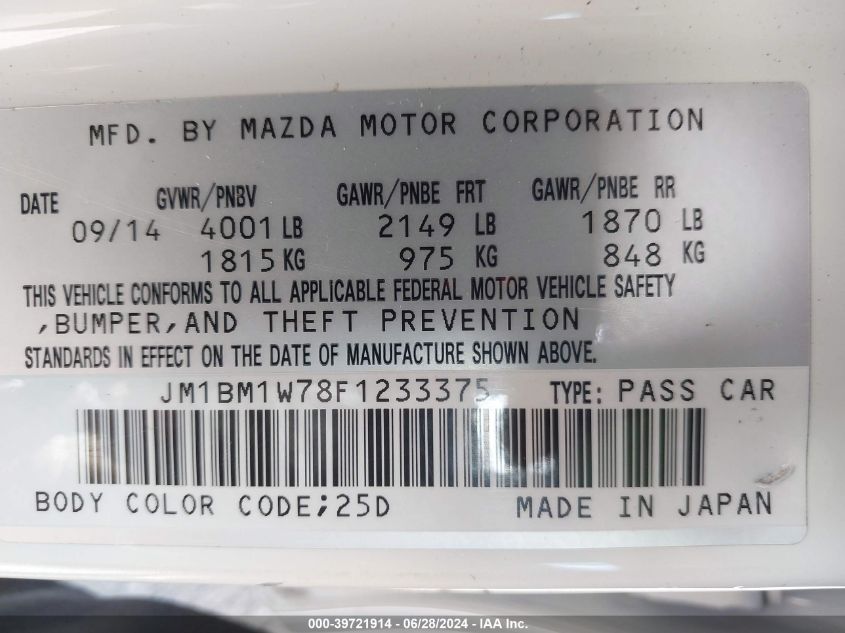 MFD. BY MAZDA MOTOR CORPORATION
DATE GVWR/PNBV GAWR/PNBE FRT GAWR/PNBE RR
09/14 4001 LB 2149 LB 1870 LB
1815 KG 975 KG 848 KG
THIS VEHICLE CONFORMS TO ALL APPLICABLE FEDERAL MOTOR VEHICLE SAFETY
,BUMPER,AND THEFT PREVENTION
STANDARDS IN EFFECT ON THE DATE OF MANUFACTURE SHOWN ABOVE.
JM1BM1W78F1233375 TYPE: PASS CAR
BODY COLOR CODE;25D MADE IN JAPAN
000-39721914 - 06/28/2024 - IAA Inc.